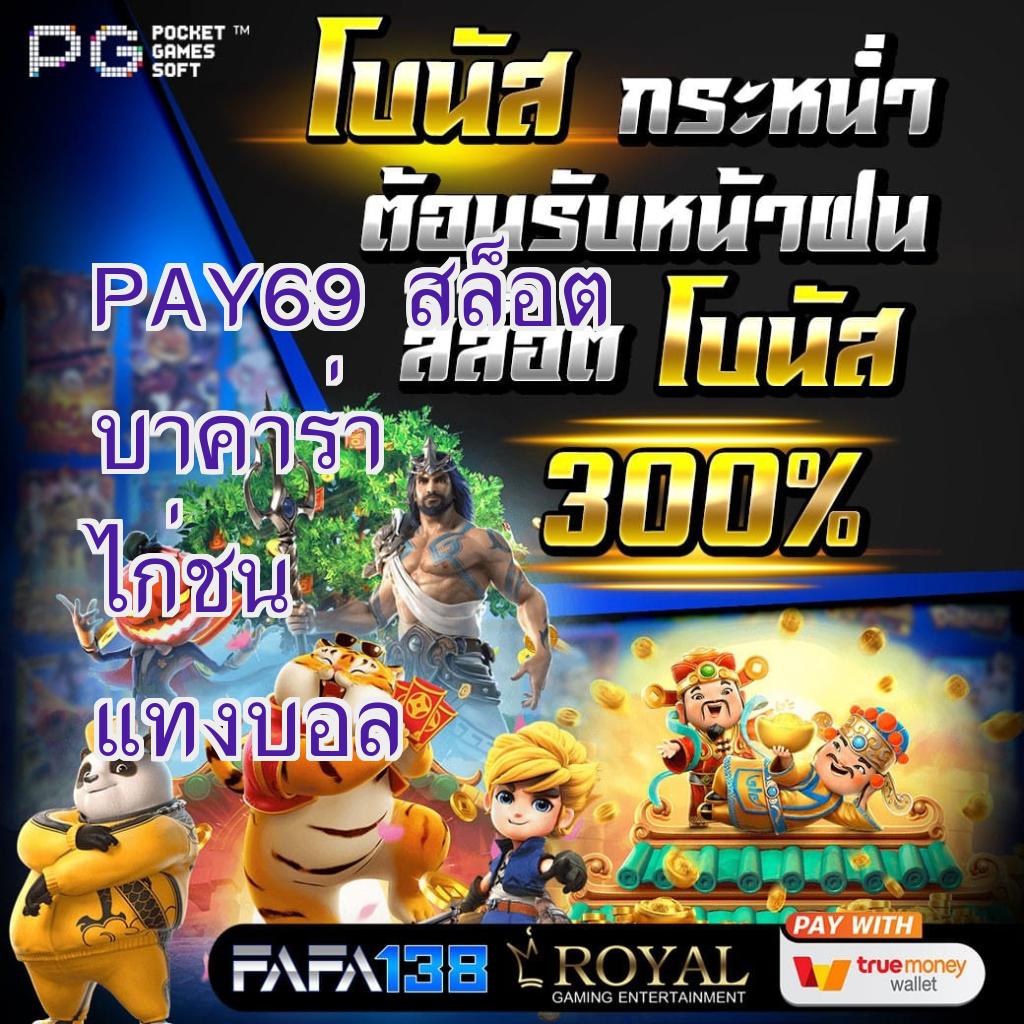 PG POCKET GAMES SOFT™
โบนัส กระหน่ำ
ต้อนรับหน้าฝน
สล็อต โบนัส
300%
PAY69 สล็อต
บาคาร่า
ไก่ชน
แทงบอล
FAFA138
ROYAL
GAMING ENTERTAINMENT
PAY WITH
truemoney
wallet